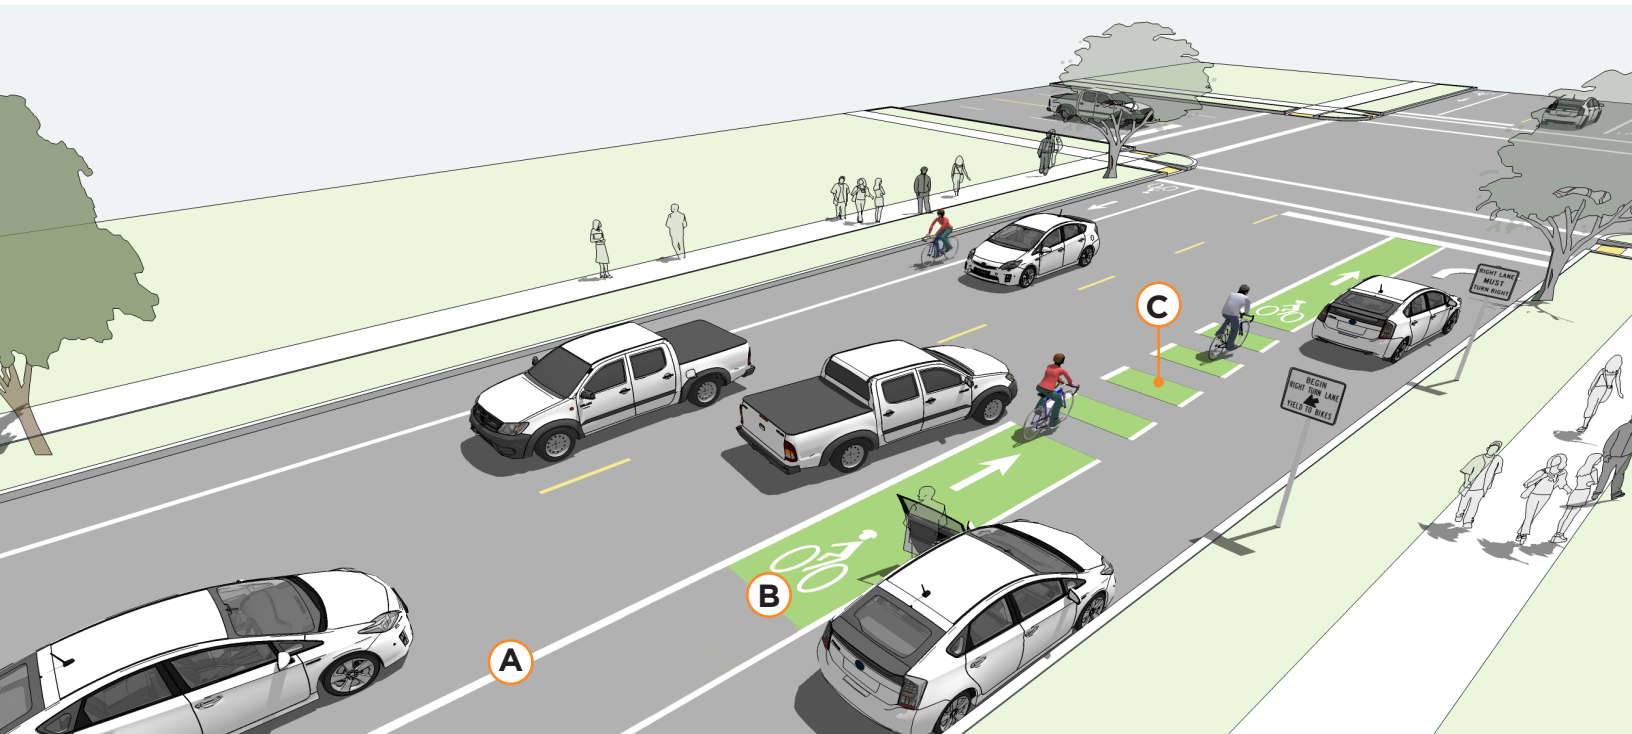 C
RIGHT LANE
MUST
TURN RIGHT
BEGIN
RIGHT TURN LANE
YIELD TO BIKES
B
A